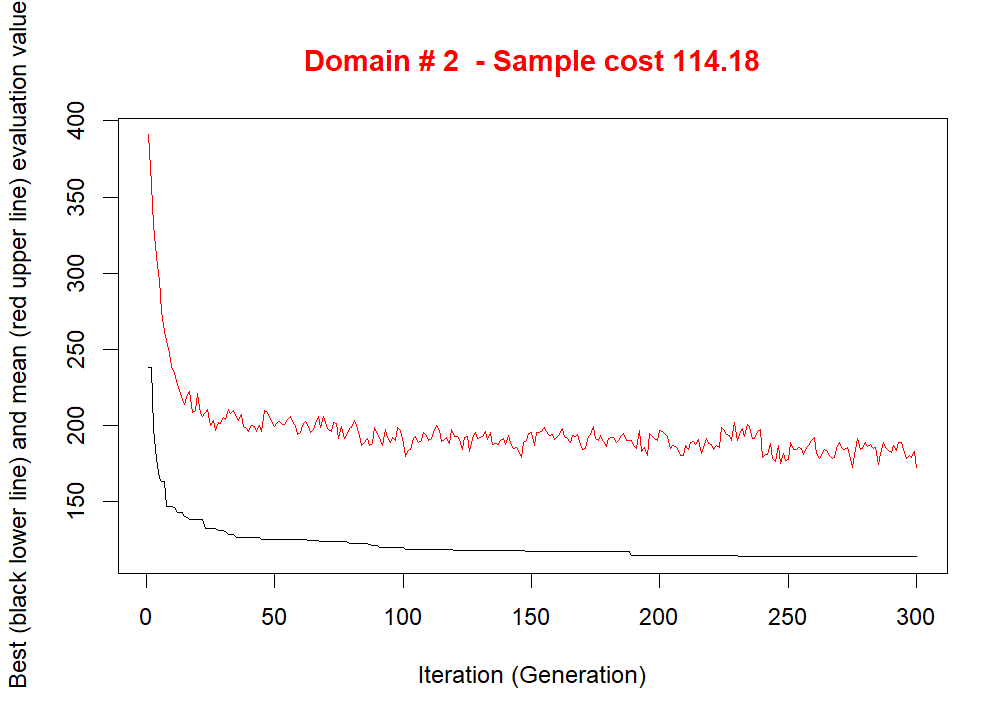 Domain # 2  - Sample cost 114.18
Best (black lower line) and mean (red upper line) evaluation value
400
350
300
250
200
150
0 50 100 150 200 250 300
Iteration (Generation)